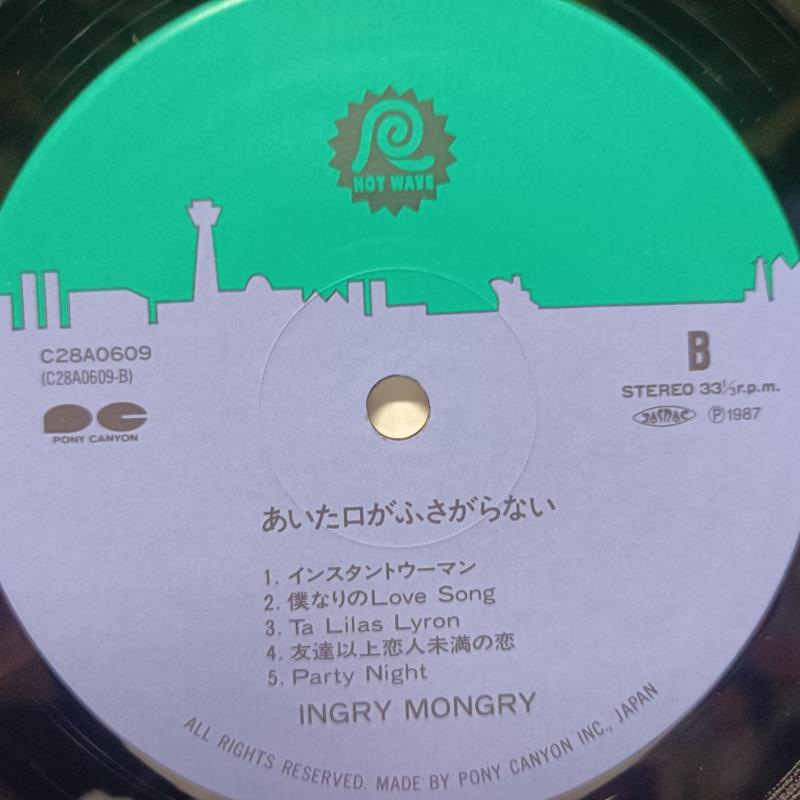 HOT WAVE
C28A0609
(C28A0609-B)
PONY CANYON
B
STEREO 33⅓r.p.m.
JASRAC Ⓟ1987
あいた口がふさがらない
1. インスタントウーマン
2. 僕なりのLove Song
3. Ta Lilas Lyron
4. 友達以上恋人未満の恋
5. Party Night
INGRY MONGRY
ALL RIGHTS RESERVED. MADE BY PONY CANYON INC., JAPAN